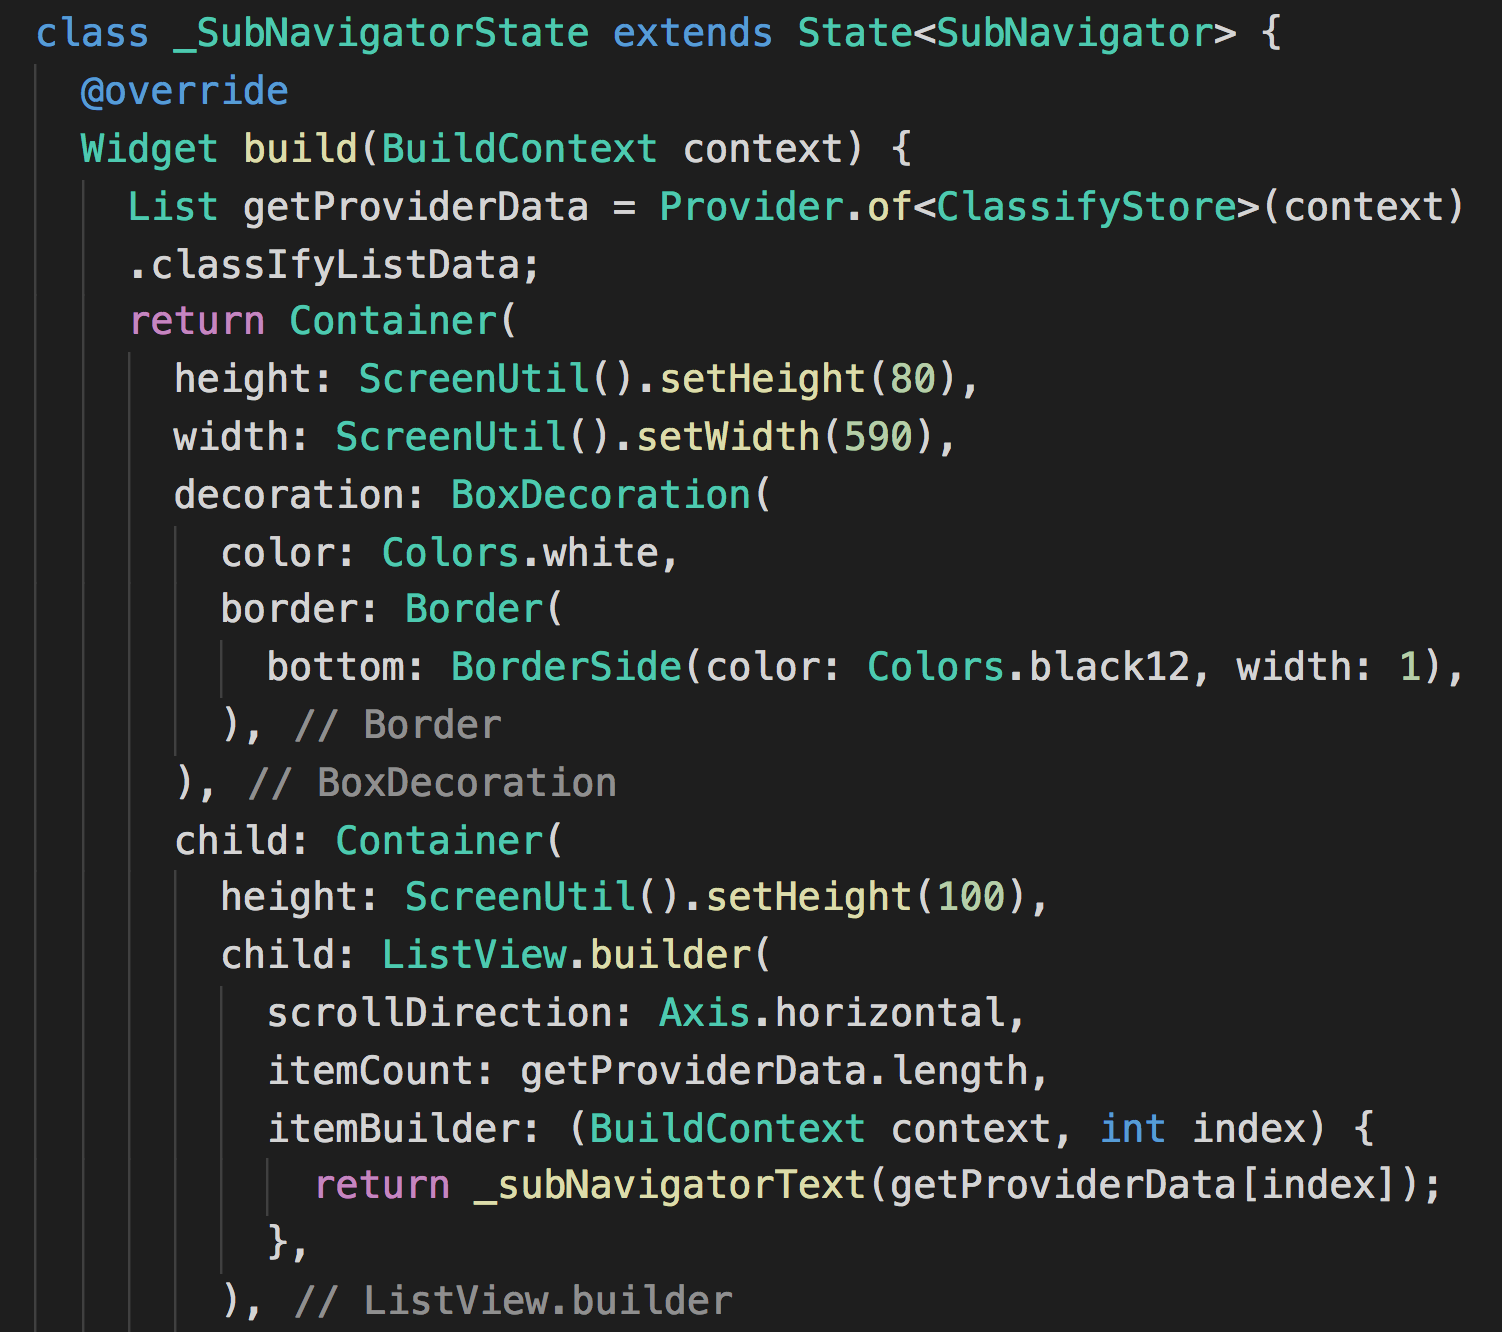 class _SubNavigatorState extends State<SubNavigator> {
  @override
  Widget build(BuildContext context) {
    List getProviderData = Provider.of<ClassifyStore>(context)
    .classIfyListData;
    return Container(
      height: ScreenUtil().setHeight(80),
      width: ScreenUtil().setWidth(590),
      decoration: BoxDecoration(
        color: Colors.white,
        border: Border(
          bottom: BorderSide(color: Colors.black12, width: 1),
        ), // Border
      ), // BoxDecoration
      child: Container(
        height: ScreenUtil().setHeight(100),
        child: ListView.builder(
          scrollDirection: Axis.horizontal,
          itemCount: getProviderData.length,
          itemBuilder: (BuildContext context, int index) {
            return _subNavigatorText(getProviderData[index]);
          },
        ), // ListView.builder